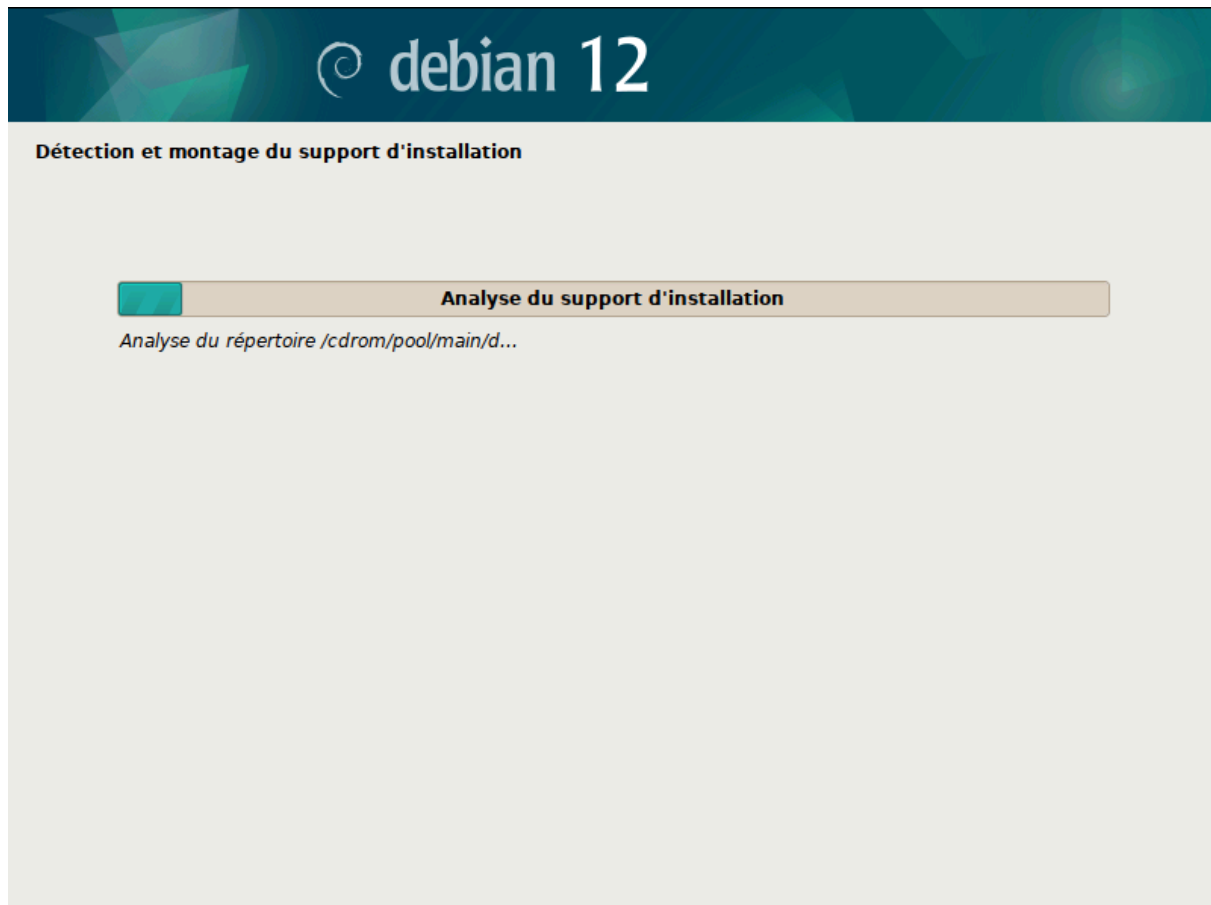 debian 12
Détection et montage du support d'installation
Analyse du support d'installation
Analyse du répertoire /cdrom/pool/main/d...